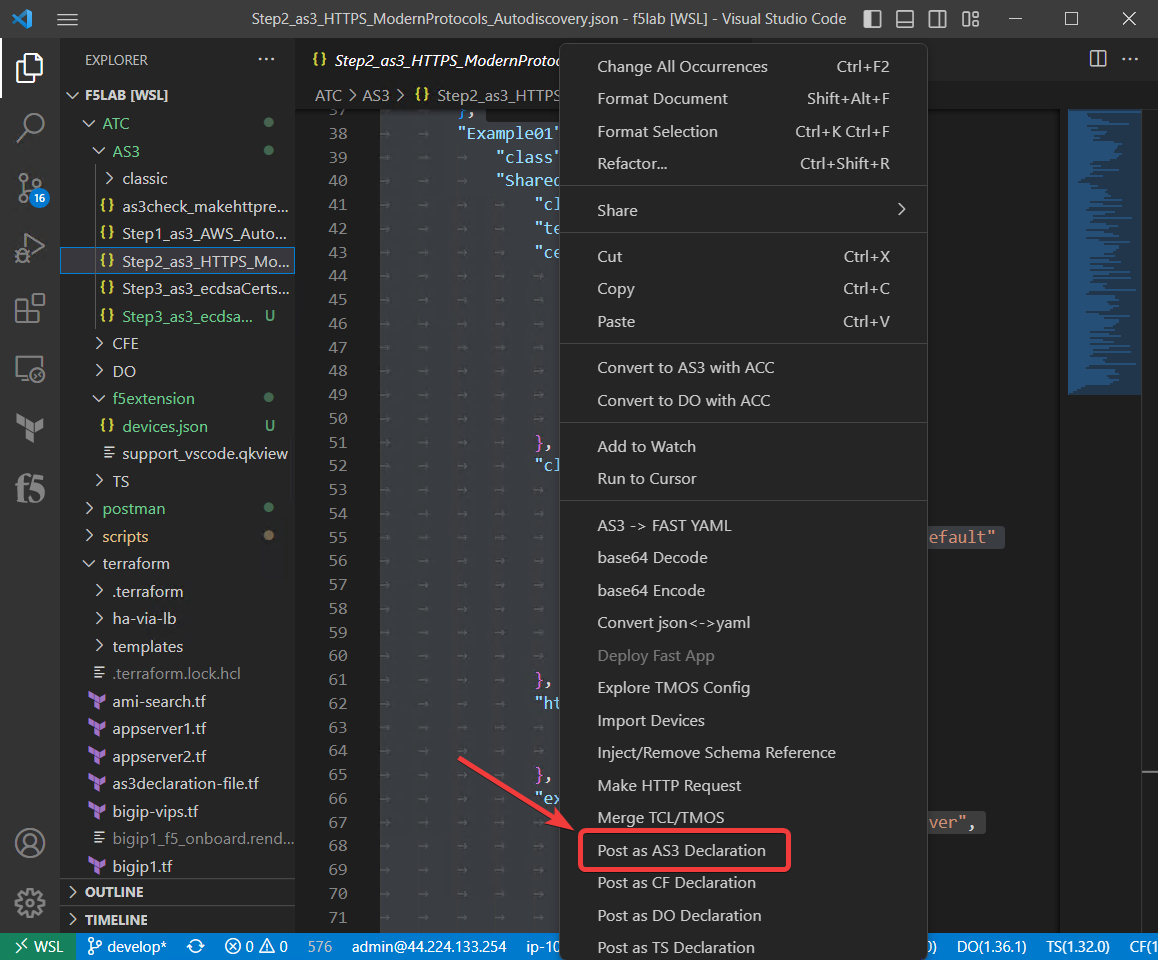 Step2_as3_HTTPS_ModernProtocols_Autodiscovery.json - f5lab [WSL] - Visual Studio Code
EXPLORER
F5LAB [WSL]
ATC
AS3
classic
as3check_makehttpre...
Step1_as3_AWS_Auto...
Step2_as3_HTTPS_Mo...
Step3_as3_ecdsaCerts...
Step3_as3_ecdsa... U
CFE
DO
f5extension
devices.json U
support_vscode.qkview
TS
postman
scripts
terraform
.terraform
ha-via-lb
templates
.terraform.lock.hcl
ami-search.tf
appserver1.tf
appserver2.tf
as3declaration-file.tf
bigip-vips.tf
bigip1_f5_onboard.rend...
bigip1.tf
OUTLINE
TIMELINE
16
f5
{} Step2_as3_HTTPS_ModernProtoc
ATC > AS3 > {} Step2_as3_HTTPS
37 },
38 "Example01"
39 "class"
40 "Shared
41 "cl
42 "te
43 "ce
44
45
46
47
48
49
50
51 },
52 "cl
53
54
55 efault"
56
57
58
59
60
61 },
62 "ht
63
64
65 },
66 "ex
67 ver",
68
69
70
71
Change All Occurrences Ctrl+F2
Format Document Shift+Alt+F
Format Selection Ctrl+K Ctrl+F
Refactor... Ctrl+Shift+R
Share
Cut Ctrl+X
Copy Ctrl+C
Paste Ctrl+V
Convert to AS3 with ACC
Convert to DO with ACC
Add to Watch
Run to Cursor
AS3 -> FAST YAML
base64 Decode
base64 Encode
Convert json<->yaml
Deploy Fast App
Explore TMOS Config
Import Devices
Inject/Remove Schema Reference
Make HTTP Request
Merge TCL/TMOS
Post as AS3 Declaration
Post as CF Declaration
Post as DO Declaration
Post as TS Declaration
WSL develop* 0 0 576 admin@44.224.133.254 ip-10 0) DO(1.36.1) TS(1.32.0) CF(1